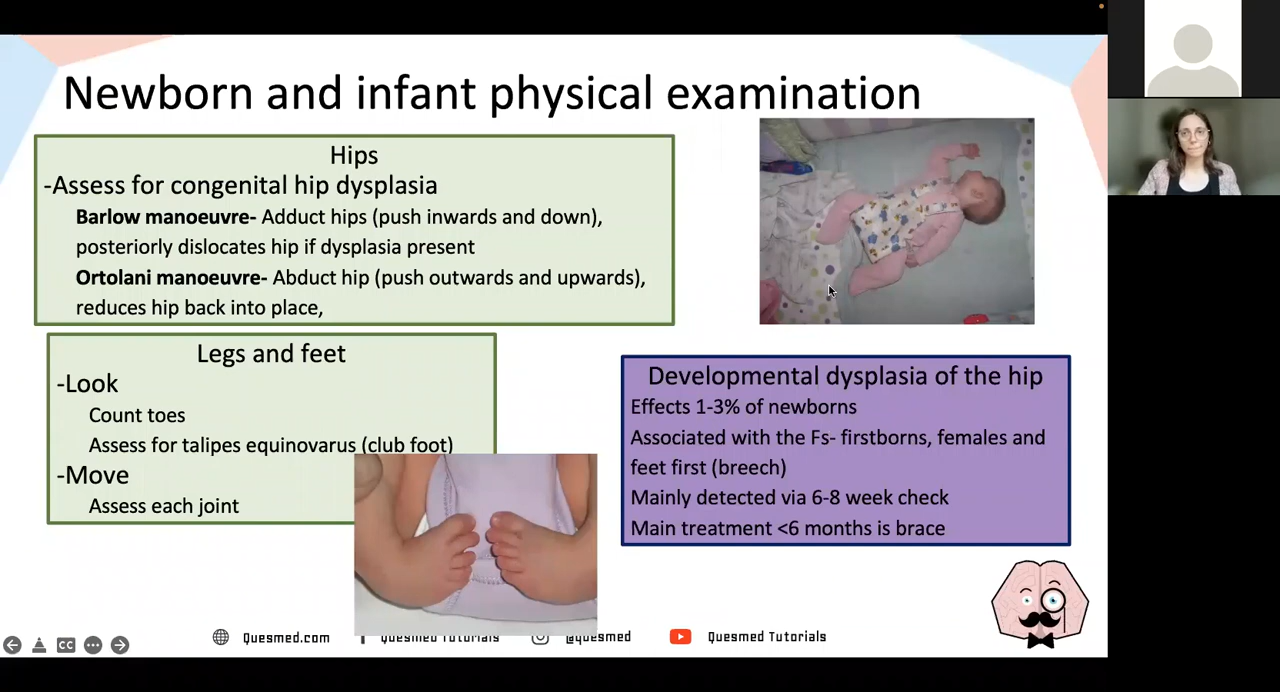 Newborn and infant physical examination
Hips
-Assess for congenital hip dysplasia
Barlow manoeuvre- Adduct hips (push inwards and down),
posteriorly dislocates hip if dysplasia present
Ortolani manoeuvre- Abduct hip (push outwards and upwards),
reduces hip back into place,
Legs and feet
-Look
Count toes
Assess for talipes equinovarus (club foot)
-Move
Assess each joint
Developmental dysplasia of the hip
Effects 1-3% of newborns
Associated with the Fs- firstborns, females and
feet first (breech)
Mainly detected via 6-8 week check
Main treatment <6 months is brace
CC
Quesmed.com
Quesmed Tutorials
@quesmed
Quesmed Tutorials